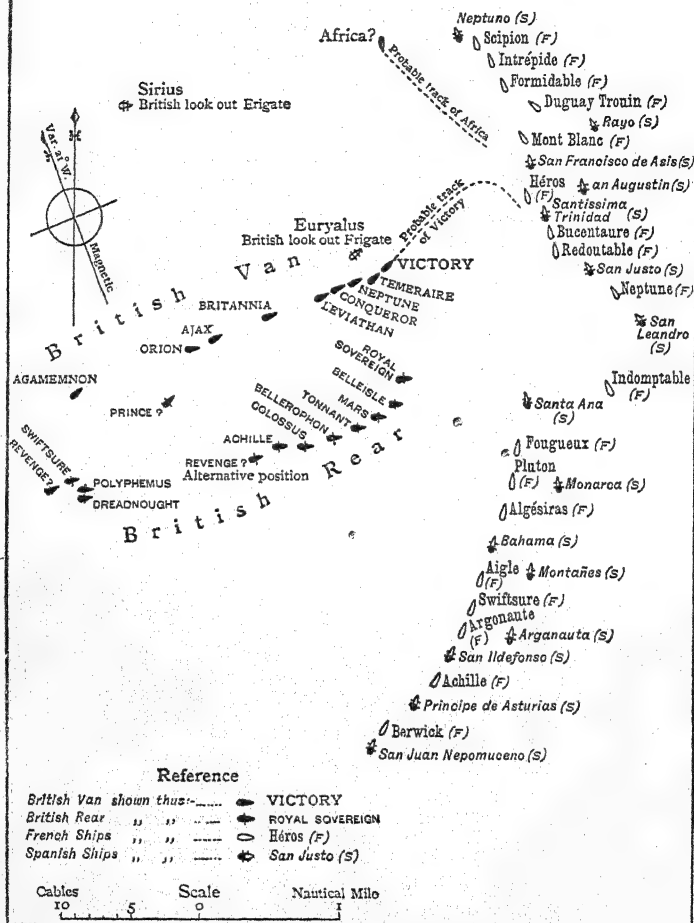 Neptuno (S)
Africa?
Scipion (F)
Probable track of Africa
Intrépide (F)
Formidable (F)
Sirius
British look out Erigate
Duguay Trouin (F)
Rayo (S)
Var. 21° W.
Magnetic
Mont Blanc (F)
San Francisco de Asis (S)
Héros
(F)
an Augustin (S)
Probable track
of Victory
Santissima
Trinidad (S)
Euryalus
British look out Frigate
Bucentaure (F)
Redoutable (F)
British Van
VICTORY
San Justo (S)
TEMERAIRE
NEPTUNE
CONQUEROR
LEVIATHAN
Neptune (F)
BRITANNIA
AJAX
ORION
San
Leandro
(S)
ROYAL
SOVEREIGN
AGAMEMNON
BELLEISLE
MARS
TONNANT
BELLEROPHON
COLOSSUS
Indomptable
(F)
PRINCE ?
Santa Ana
(S)
ACHILLE
REVENGE ?
Alternative position
British Rear
SWIFTSURE
REVENGE?
POLYPHEMUS
DREADNOUGHT
Fougueux (F)
Pluton
(F)
Monarca (S)
Algésiras (F)
Bahama (S)
Aigle
(F)
Montañes (S)
Swiftsure (F)
Argonaute
(F)
Arganauta (S)
San Ildefonso (S)
Achille (F)
Principe de Asturias (S)
Berwick (F)
San Juan Nepomuceno (S)
Reference
British Van shown thus:- VICTORY
British Rear ,, ,, ROYAL SOVEREIGN
French Ships ,, ,, Héros (F)
Spanish Ships ,, ,, San Justo (S)
Cables Scale Nautical Milo
10 5 0 1